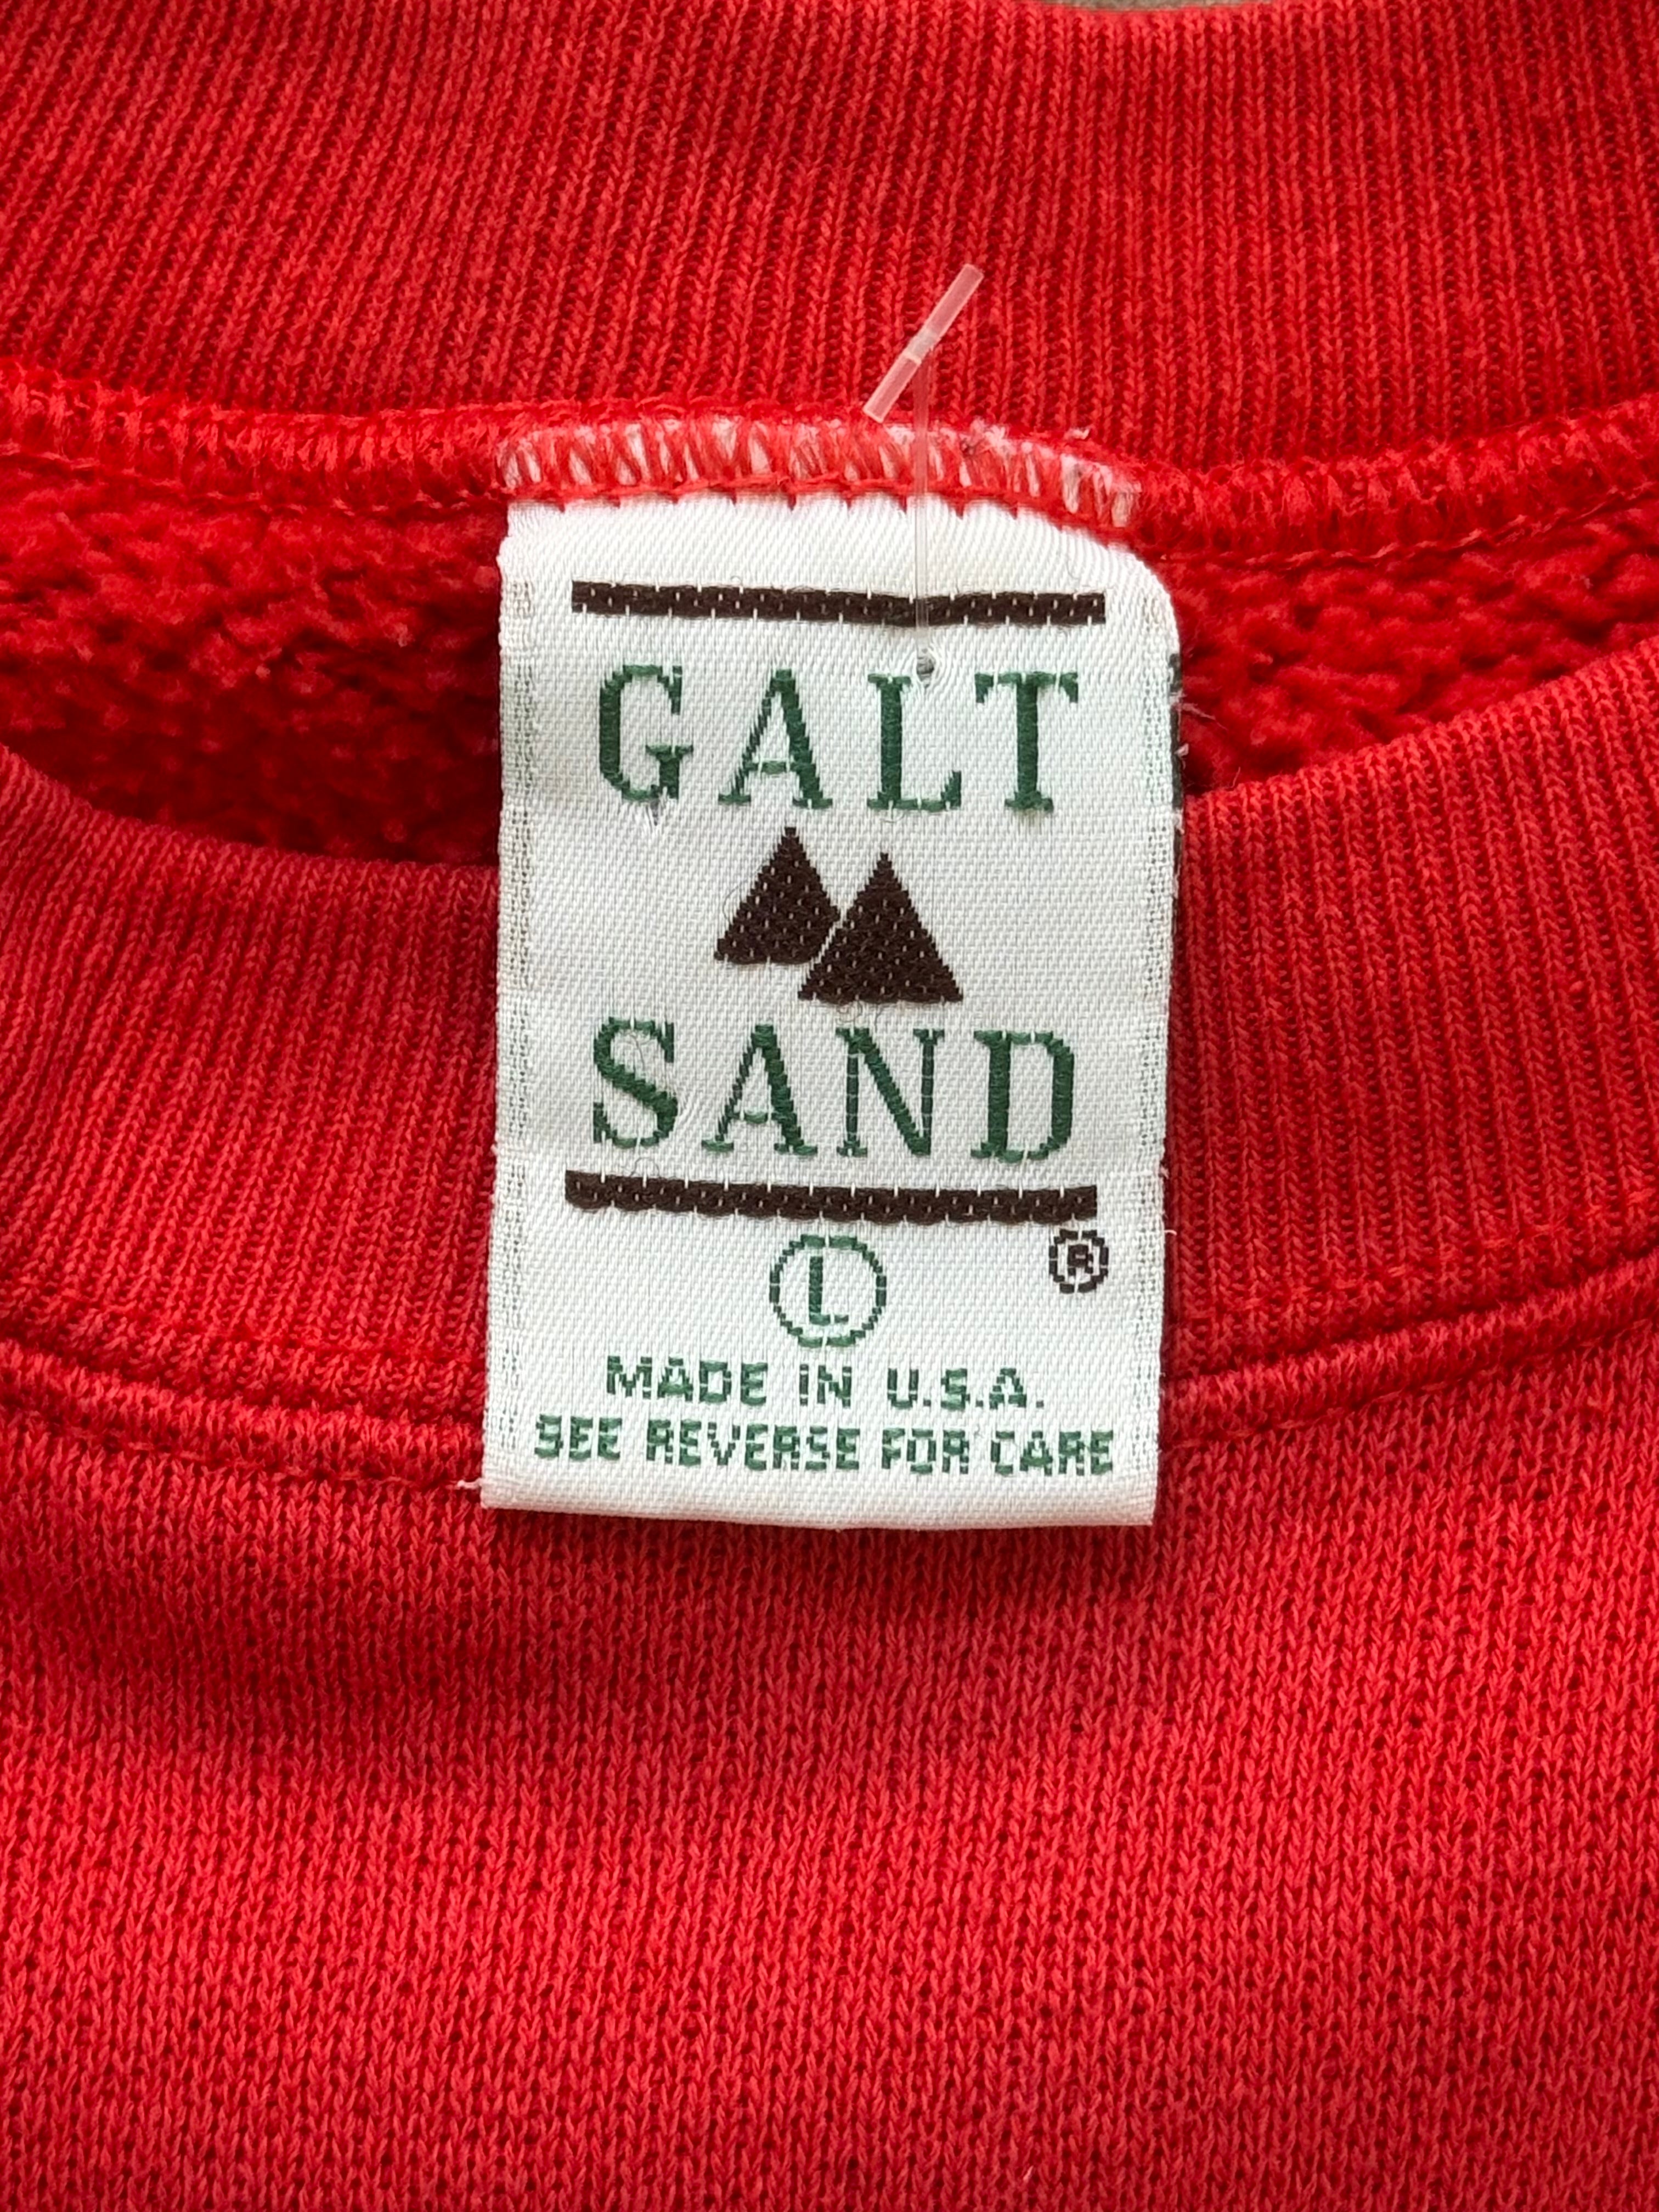 GALT
SAND
®
L
MADE IN U.S.A.
SEE REVERSE FOR CARE